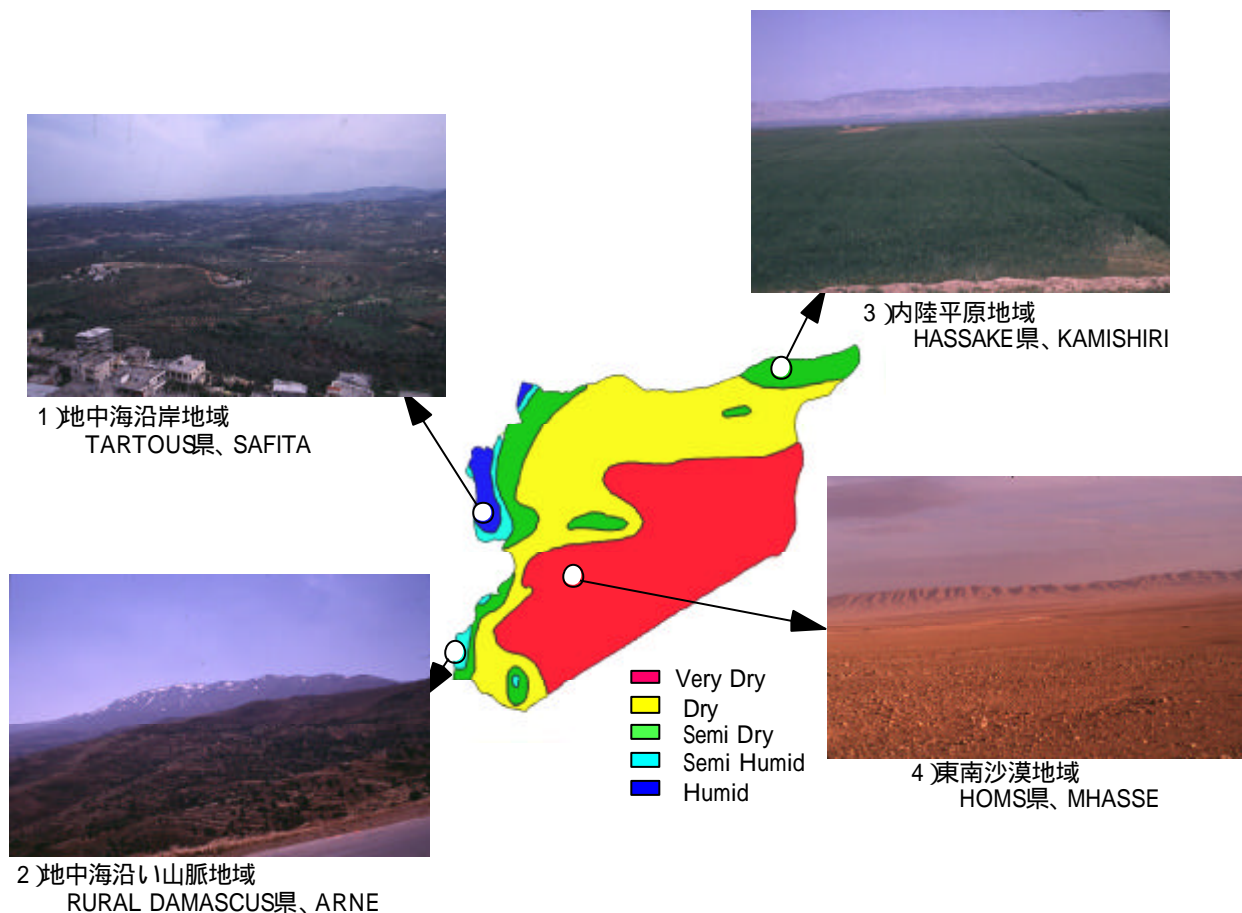 3)内陸平原地域
HASSAKE県、KAMISHIRI
1)地中海沿岸地域
TARTOUS県、SAFITA
Very Dry
Dry
Semi Dry
Semi Humid
Humid
4)東南沙漠地域
HOMS県、MHASSE
2)地中海沿い山脈地域
RURAL DAMASCUS県、ARNE